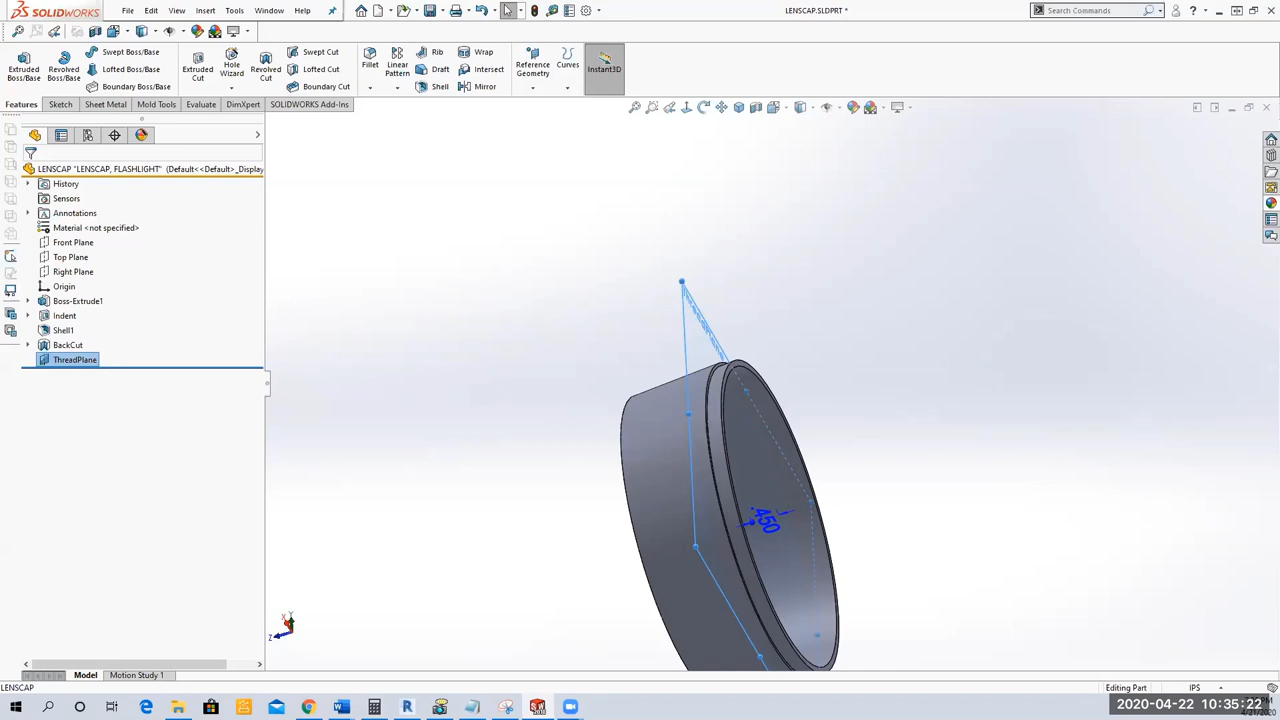 SOLIDWORKS File Edit View Insert Tools Window Help LENSCAP.SLDPRT * Search Commands
Extruded Boss/Base
Revolved Boss/Base
Swept Boss/Base
Lofted Boss/Base
Boundary Boss/Base
Extruded Cut
Hole Wizard
Revolved Cut
Swept Cut
Lofted Cut
Boundary Cut
Fillet
Linear Pattern
Rib
Draft
Shell
Wrap
Intersect
Mirror
Reference Geometry
Curves
Instant3D
Features Sketch Sheet Metal Mold Tools Evaluate DimXpert SOLIDWORKS Add-Ins
LENSCAP "LENSCAP, FLASHLIGHT" (Default<<Default>_Display
History
Sensors
Annotations
Material <not specified>
Front Plane
Top Plane
Right Plane
Origin
Boss-Extrude1
Indent
Shell1
BackCut
ThreadPlane
.450
Y
X
Z
Model Motion Study 1
LENSCAP Editing Part IPS
2020-04-22 10:35:22